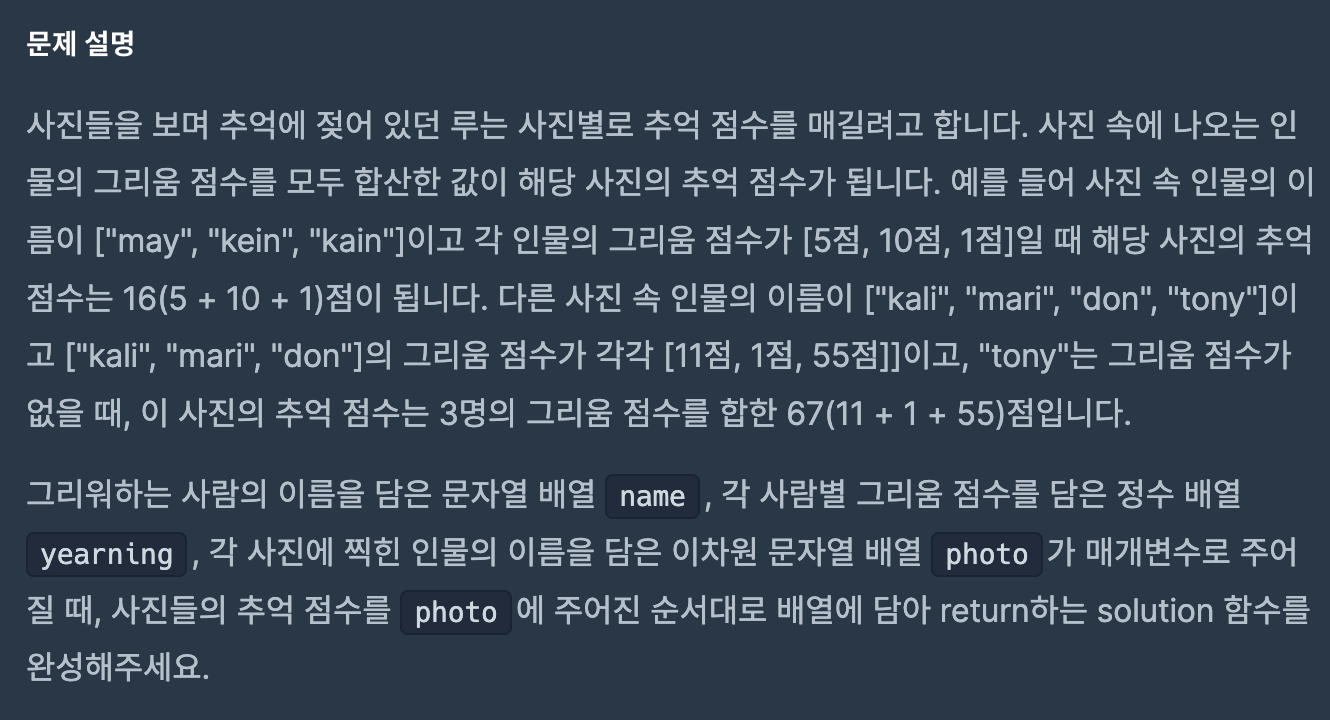 문제 설명
사진들을 보며 추억에 젖어 있던 루는 사진별로 추억 점수를 매길려고 합니다. 사진 속에 나오는 인
물의 그리움 점수를 모두 합산한 값이 해당 사진의 추억 점수가 됩니다. 예를 들어 사진 속 인물의 이
름이 ["may", "kein", "kain"]이고 각 인물의 그리움 점수가 [5점, 10점, 1점]일 때 해당 사진의 추억
점수는 16(5 + 10 + 1)점이 됩니다. 다른 사진 속 인물의 이름이 ["kali", "mari", "don", "tony"]이
고 ["kali", "mari", "don"]의 그리움 점수가 각각 [11점, 1점, 55점]]이고, "tony"는 그리움 점수가
없을 때, 이 사진의 추억 점수는 3명의 그리움 점수를 합한 67(11 + 1 + 55)점입니다.
그리워하는 사람의 이름을 담은 문자열 배열 name, 각 사람별 그리움 점수를 담은 정수 배열
yearning, 각 사진에 찍힌 인물의 이름을 담은 이차원 문자열 배열 photo가 매개변수로 주어
질 때, 사진들의 추억 점수를 photo에 주어진 순서대로 배열에 담아 return하는 solution 함수를
완성해주세요.